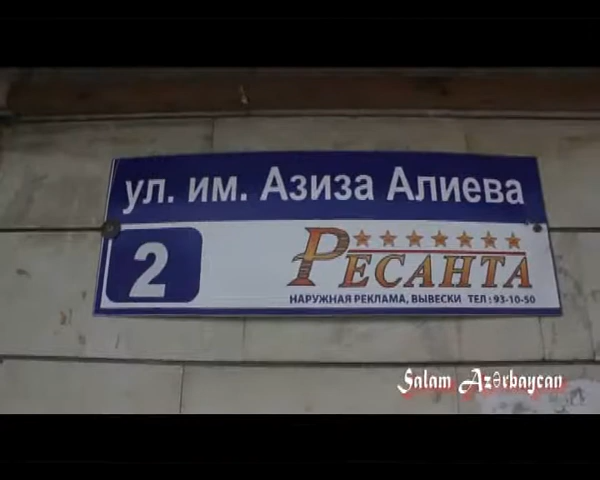 ул. им. Азиза Алиева
2
РЕСАНТА
НАРУЖНАЯ РЕКЛАМА, ВЫВЕСКИ ТЕЛ: 93-10-50
Salam Azərbaycan